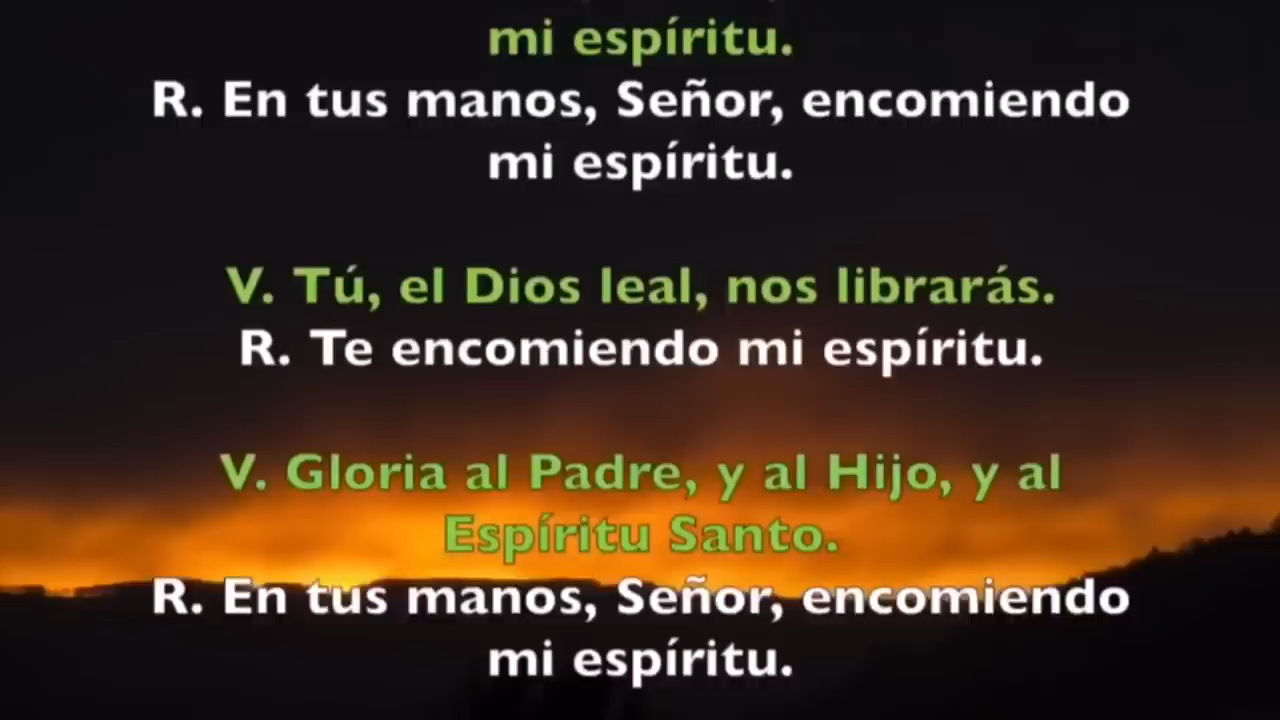 mi espíritu.
R. En tus manos, Señor, encomiendo
mi espíritu.
V. Tú, el Dios leal, nos librarás.
R. Te encomiendo mi espíritu.
V. Gloria al Padre, y al Hijo, y al
Espíritu Santo.
R. En tus manos, Señor, encomiendo
mi espíritu.